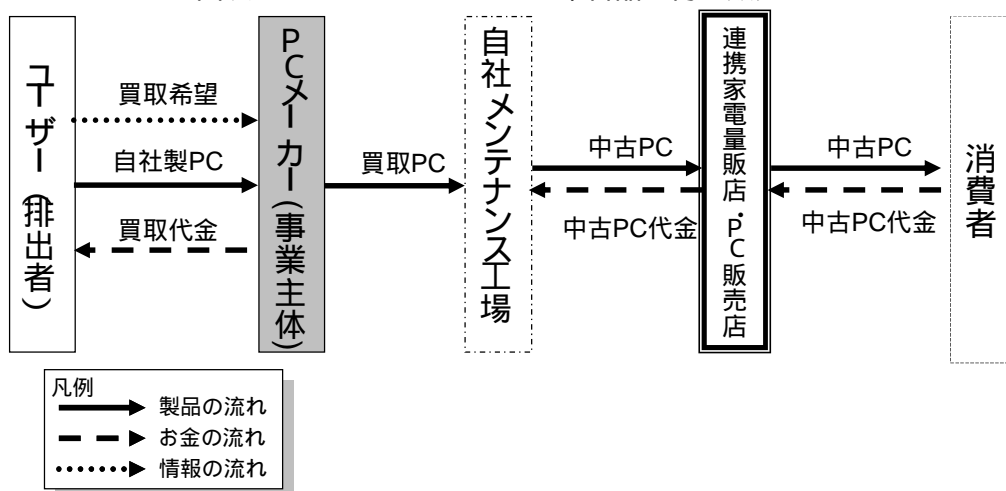 ユーザー(排出者)
買取希望
自社製PC
買取代金
PCメーカー(事業主体)
買取PC
自社メンテナンス工場
中古PC
中古PC代金
連携家電量販店・PC販売店
中古PC
中古PC代金
消費者
凡例
製品の流れ
お金の流れ
情報の流れ